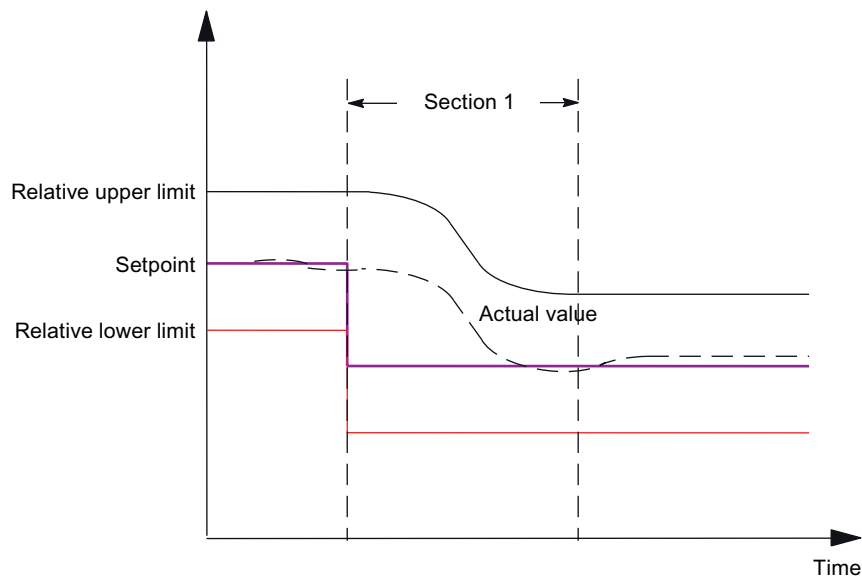 Section 1
Relative upper limit
Setpoint
Actual value
Relative lower limit
Time